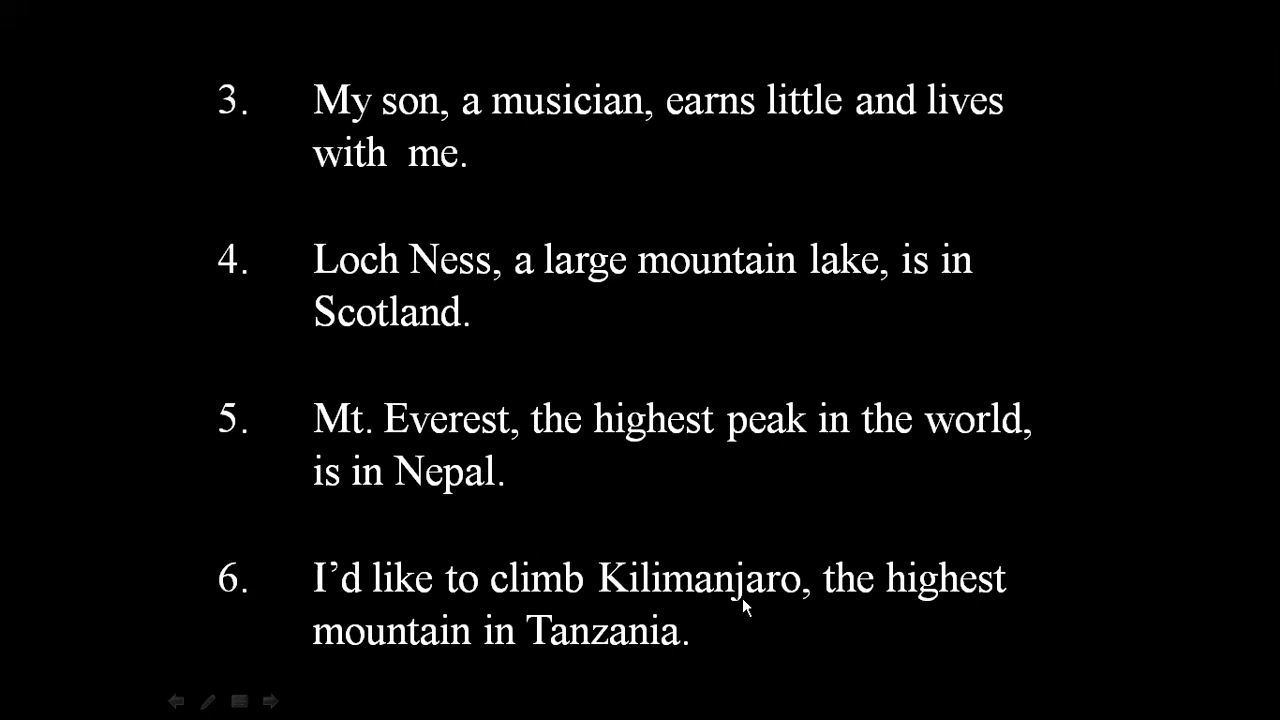 3. My son, a musician, earns little and lives
with me.
4. Loch Ness, a large mountain lake, is in
Scotland.
5. Mt. Everest, the highest peak in the world,
is in Nepal.
6. I’d like to climb Kilimanjaro, the highest
mountain in Tanzania.